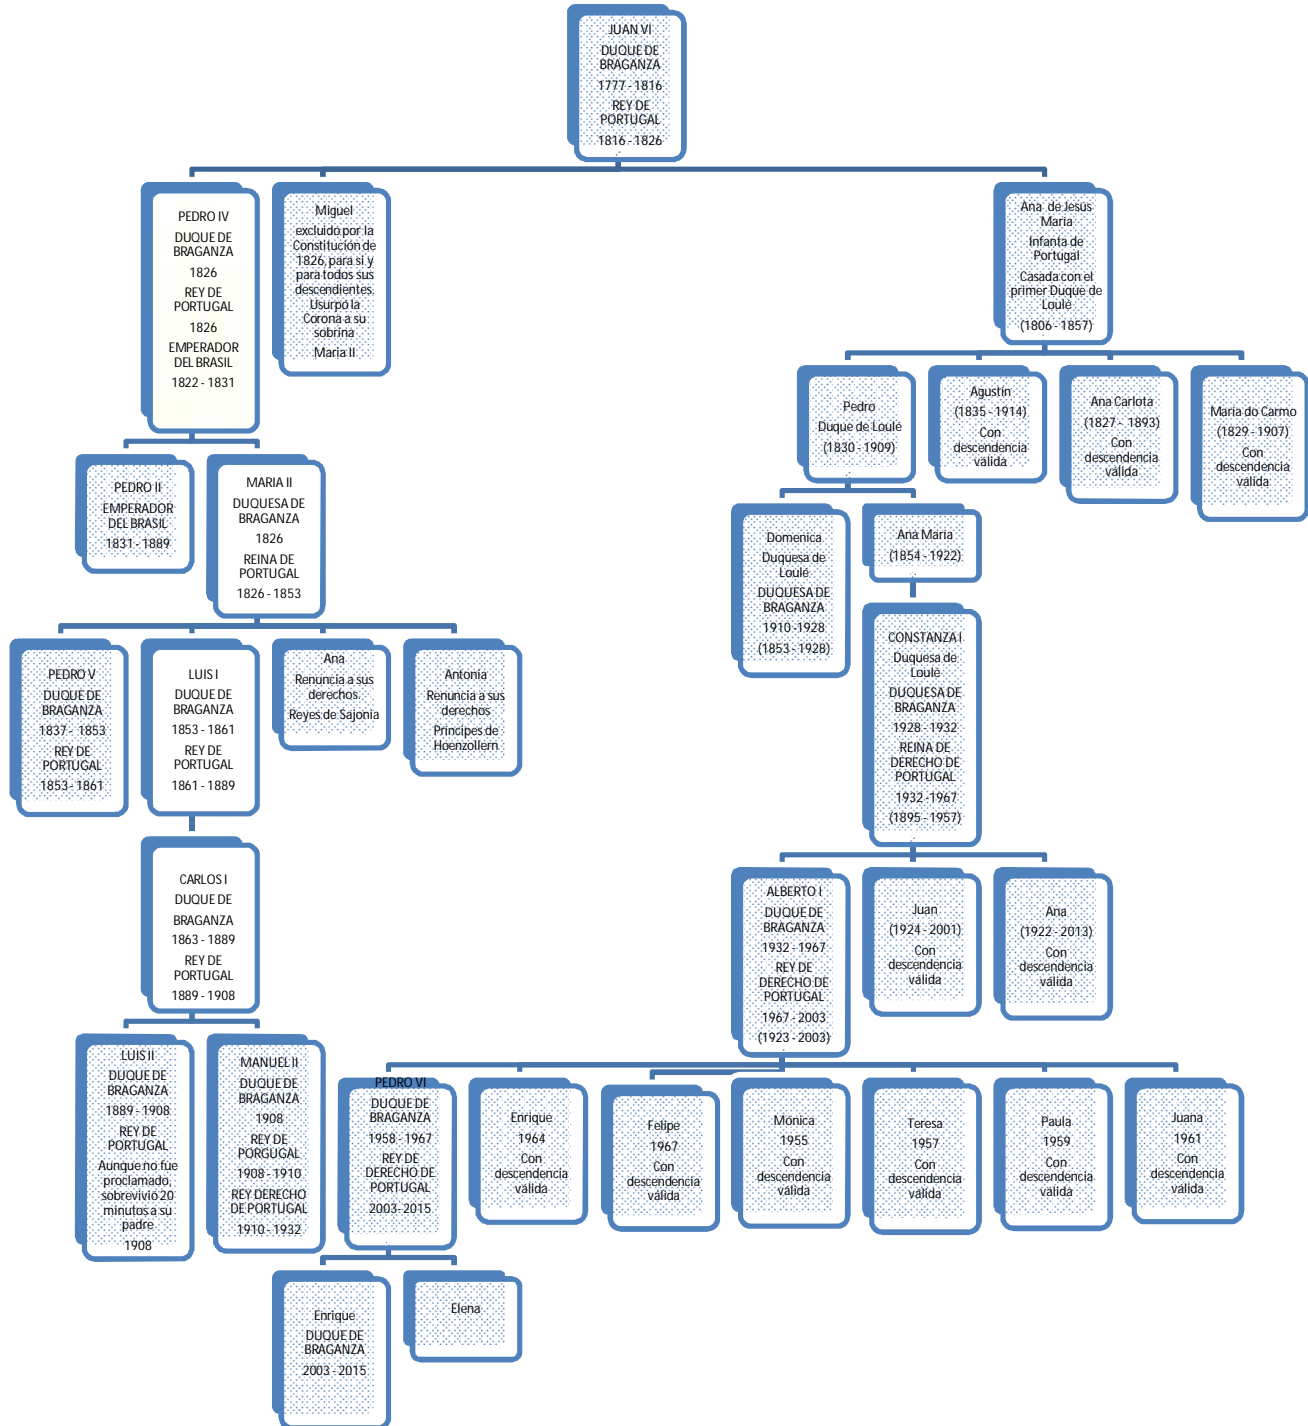 JUAN VI
DUQUE DE
BRAGANZA
1777 - 1816
REY DE
PORTUGAL
1816 - 1826
PEDRO IV
DUQUE DE
BRAGANZA
1826
REY DE
PORTUGAL
1826
EMPERADOR
DEL BRASIL
1822 - 1831
Miguel
excluido por la
Constitución de
1826, para si y
para todos sus
descendientes.
Usurpó la
Corona a su
sobrina
Maria II
Ana de Jesús
Maria
Infanta de
Portugal
Casada con el
primer Duque de
Loulé
(1806 - 1857)
Pedro
Duque de Loulé
(1830 - 1909)
Agustín
(1835 - 1914)
Con
descendencia
válida
Ana Carlota
(1827 - 1893)
Con
descendencia
válida
Maria do Carmo
(1829 - 1907)
Con
descendencia
válida
PEDRO II
EMPERADOR
DEL BRASIL
1831 - 1889
MARIA II
DUQUESA DE
BRAGANZA
1826
REINA DE
PORTUGAL
1826 - 1853
Domenica
Duquesa de
Loulé
DUQUESA DE
BRAGANZA
1910 -1928
(1853 - 1928)
Ana Maria
(1854 - 1922)
CONSTANZA I
Duquesa de
Loulé
DUQUESA DE
BRAGANZA
1928 - 1932
REINA DE
DERECHO DE
PORTUGAL
1932 -1967
(1895 - 1957)
PEDRO V
DUQUE DE
BRAGANZA
1837 - 1853
REY DE
PORTUGAL
1853 - 1861
LUIS I
DUQUE DE
BRAGANZA
1853 - 1861
REY DE
PORTUGAL
1861 - 1889
Ana
Renuncia a sus
derechos.
Reyes de Sajonia
Antonia
Renuncia a sus
derechos
Principes de
Hoenzollern
CARLOS I
DUQUE DE
BRAGANZA
1863 - 1889
REY DE
PORTUGAL
1889 - 1908
ALBERTO I
DUQUE DE
BRAGANZA
1932 - 1967
REY DE
DERECHO DE
PORTUGAL
1967 - 2003
(1923 - 2003)
Juan
(1924 - 2001)
Con
descendencia
válida
Ana
(1922 - 2013)
Con
descendencia
válida
LUIS II
DUQUE DE
BRAGANZA
1889 - 1908
REY DE
PORTUGAL
Aunque no fue
proclamado,
sobrevivió 20
minutos a su
padre
1908
MANUEL II
DUQUE DE
BRAGANZA
1908
REY DE
PORGUGAL
1908 - 1910
REY DERECHO
DE PORTUGAL
1910 - 1932
PEDRO VI
DUQUE DE
BRAGANZA
1958 - 1967
REY DE
DERECHO DE
PORTUGAL
2003- 2015
Enrique
1964
Con
descendencia
válida
Felipe
1967
Con
descendencia
válida
Mónica
1955
Con
descendencia
válida
Teresa
1957
Con
descendencia
válida
Paula
1959
Con
descendencia
válida
Juana
1961
Con
descendencia
válida
Enrique
DUQUE DE
BRAGANZA
2003 - 2015
Elena